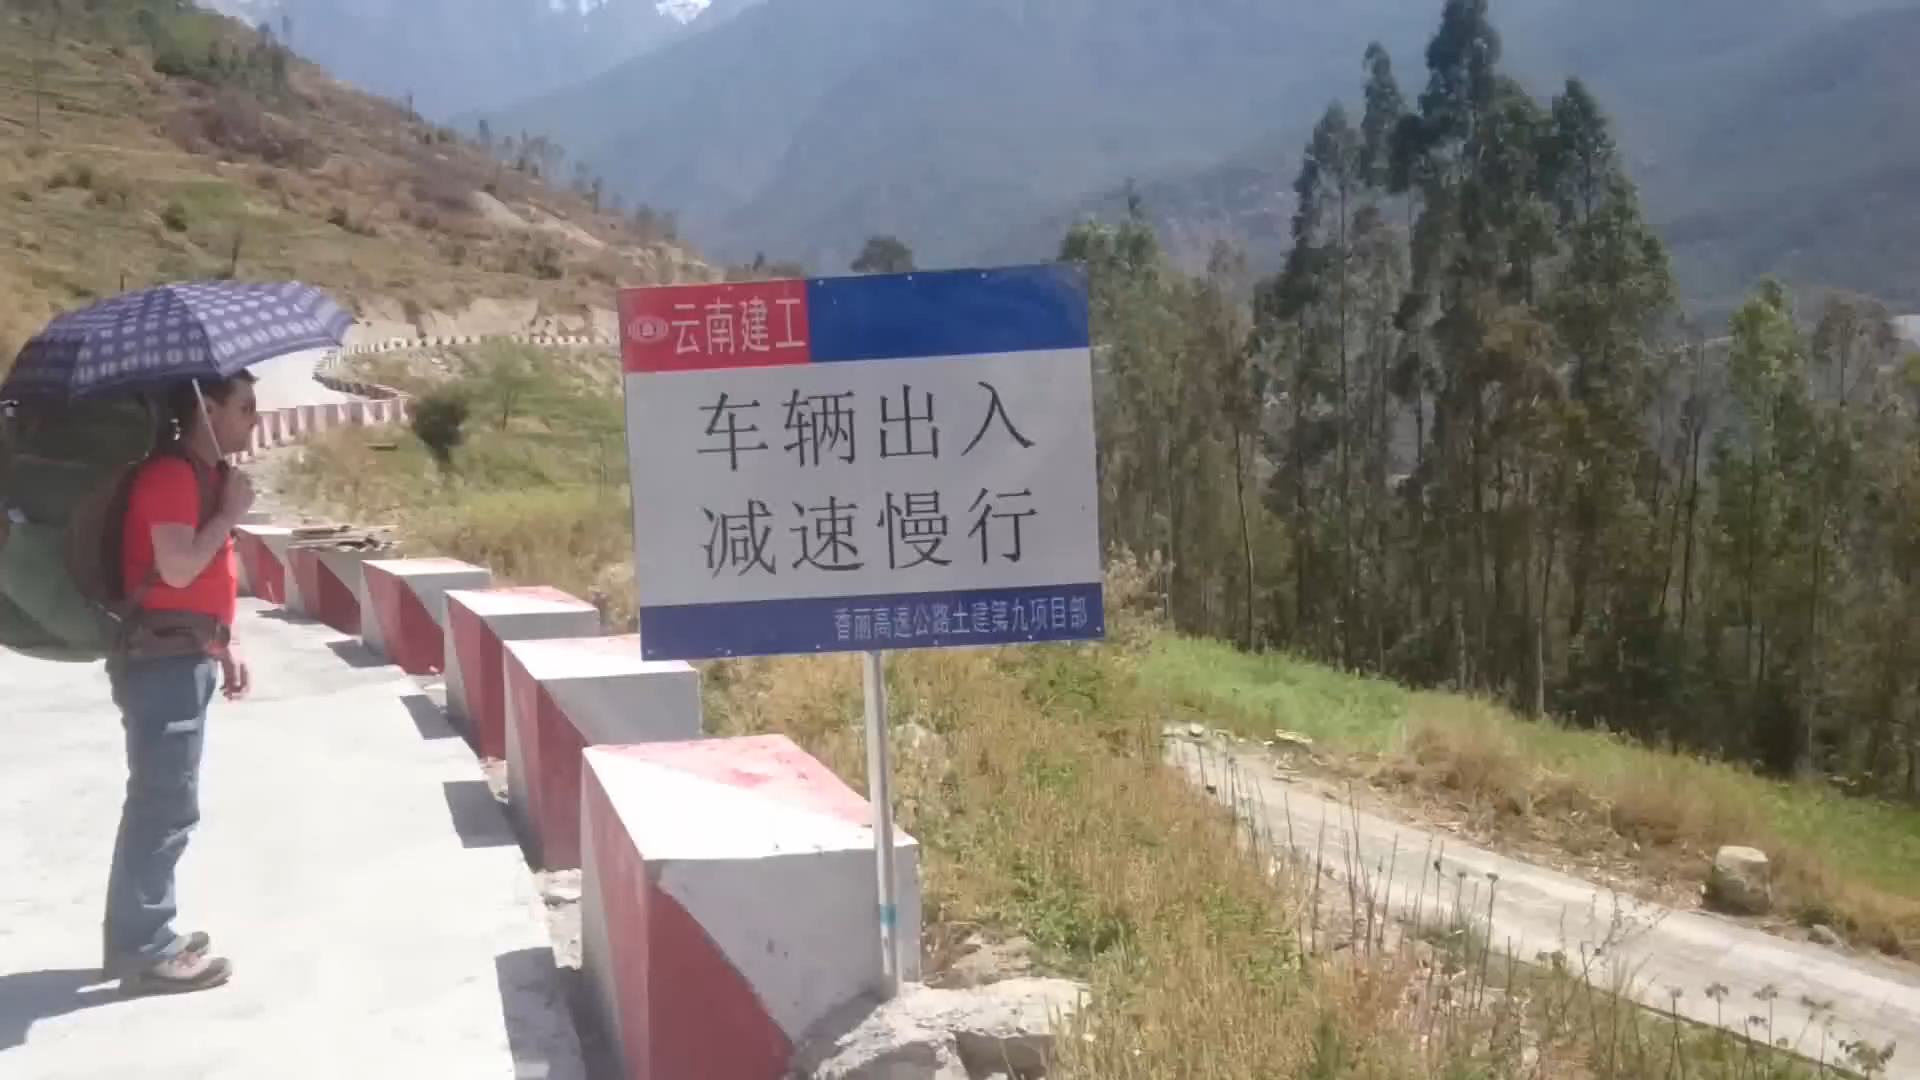 云南建工
车辆出入
减速慢行
香丽高速公路土建第九项目部